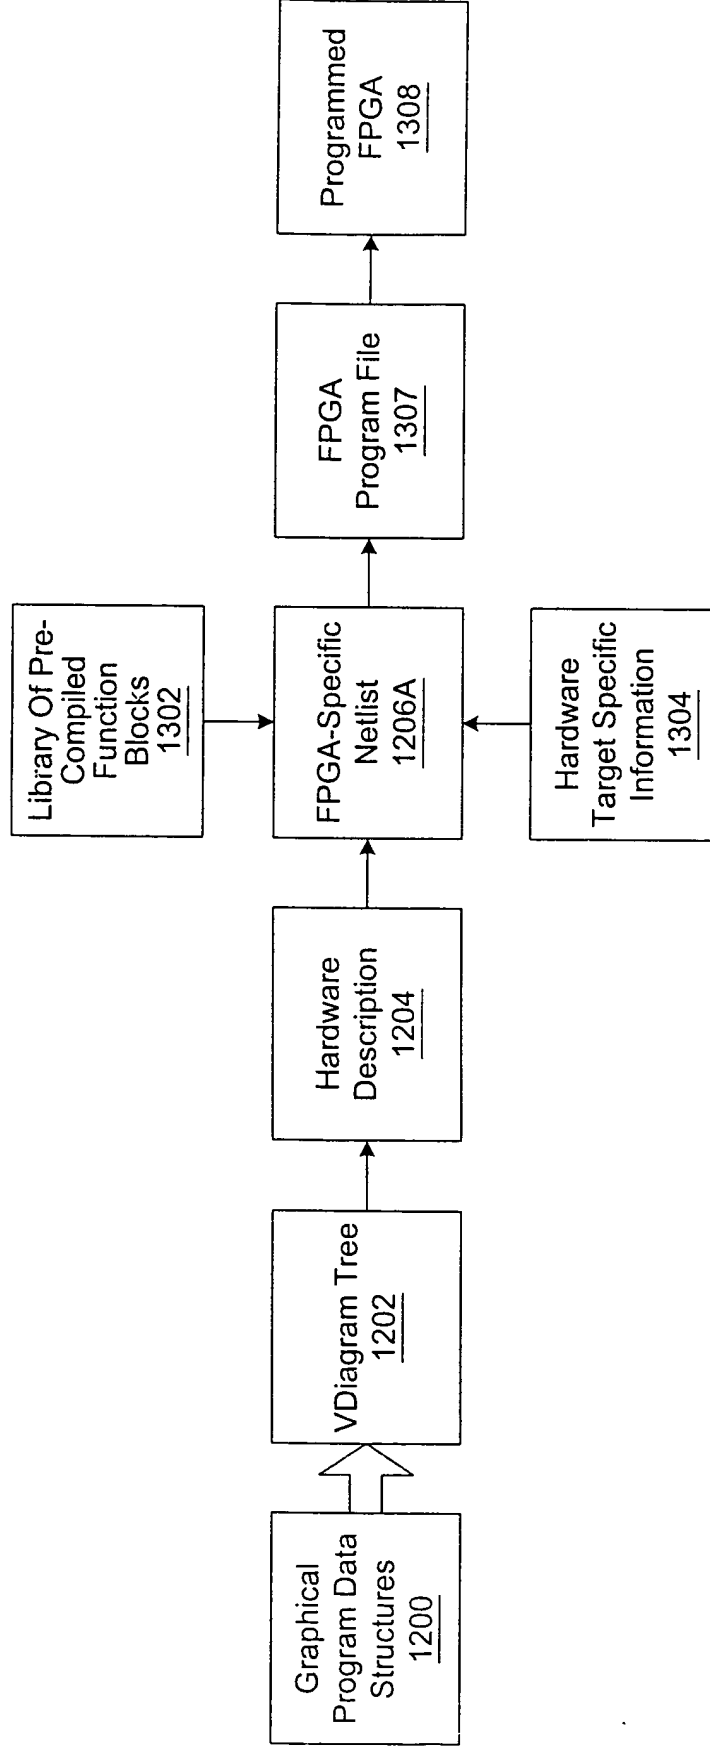 Graphical
Program Data
Structures
1200
VDiagram Tree
1202
Hardware
Description
1204
Library Of Pre-
Compiled
Function
Blocks
1302
FPGA-Specific
Netlist
1206A
Hardware
Target Specific
Information
1304
FPGA
Program File
1307
Programmed
FPGA
1308